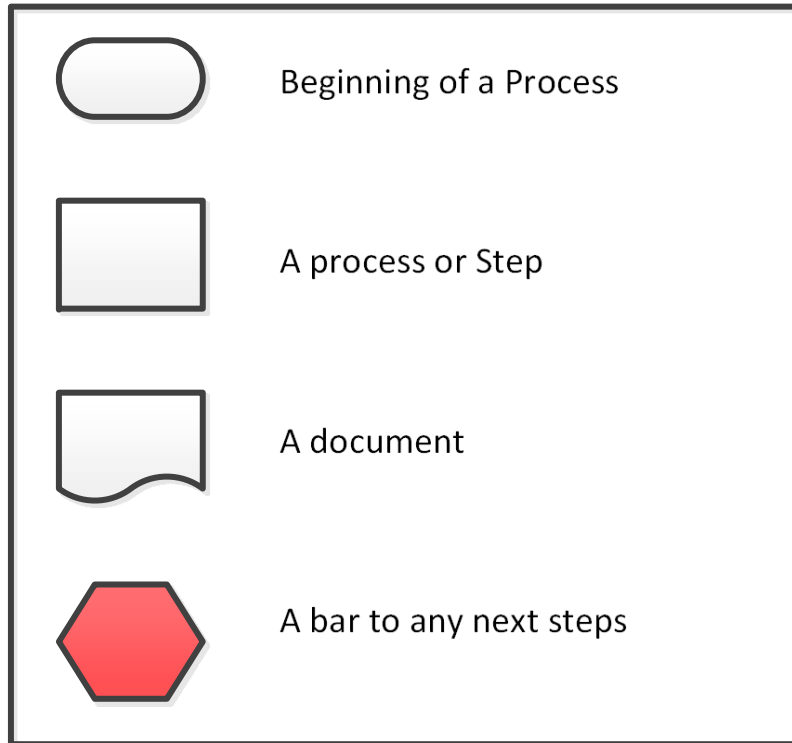 Beginning of a Process
A process or Step
A document
A bar to any next steps